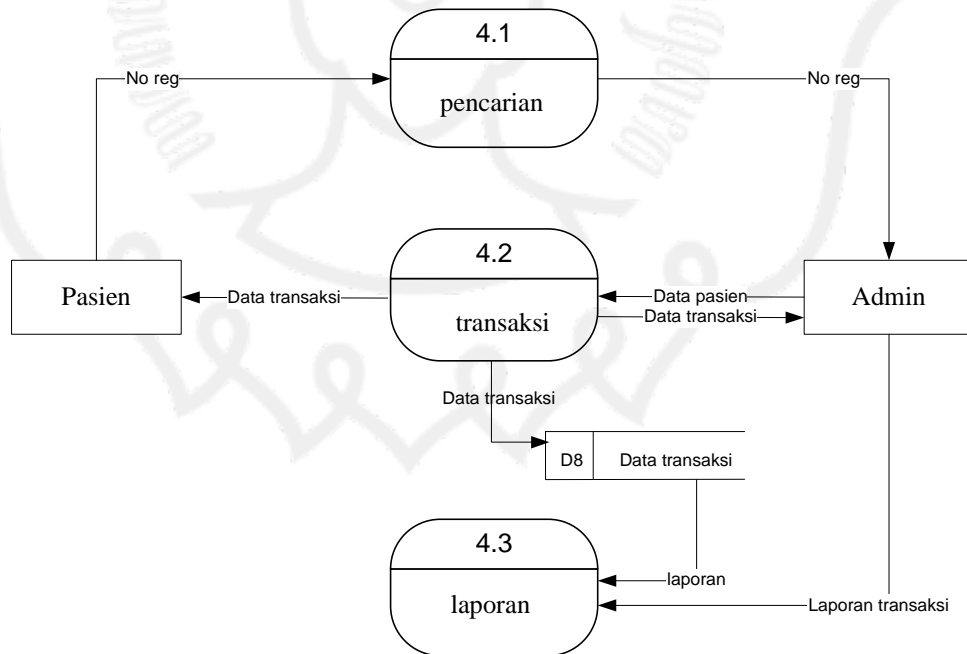 4.1
No reg
No reg
pencarian
4.2
Pasien
Data transaksi
Data pasien
Admin
transaksi
Data transaksi
Data transaksi
D8
Data transaksi
4.3
laporan
laporan
Laporan transaksi